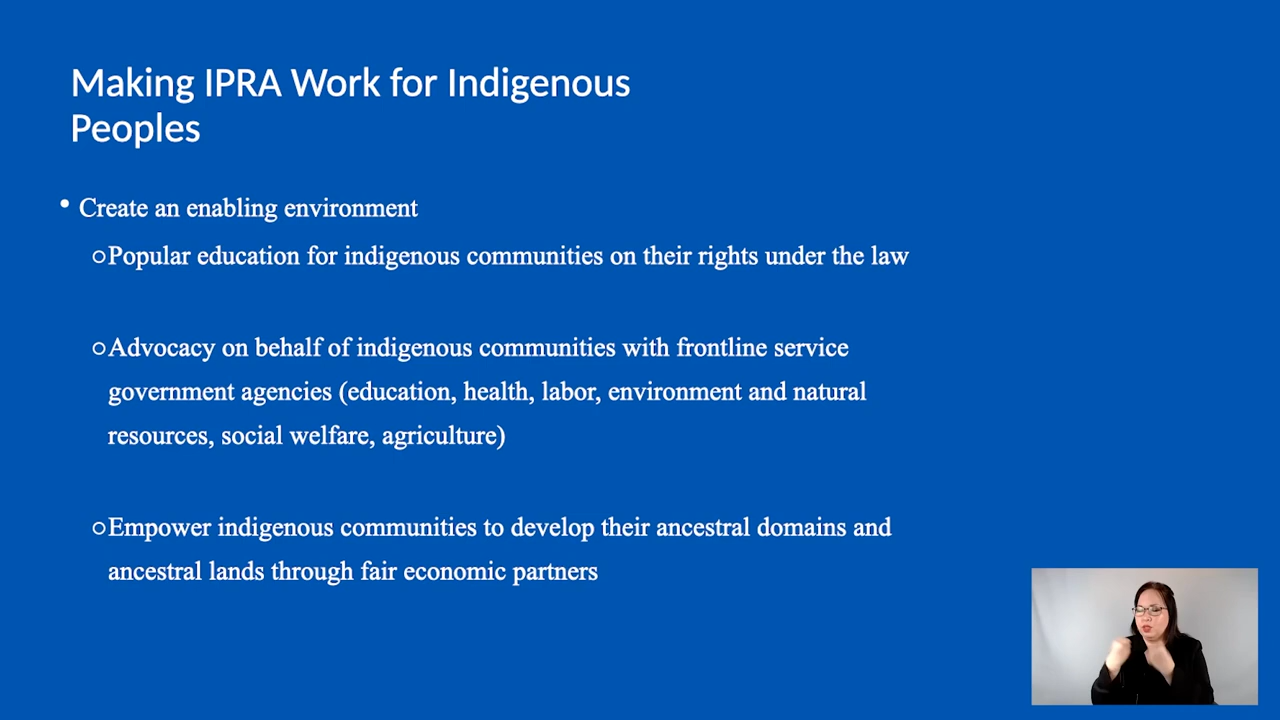 Making IPRA Work for Indigenous
Peoples
• Create an enabling environment
○Popular education for indigenous communities on their rights under the law
○Advocacy on behalf of indigenous communities with frontline service
government agencies (education, health, labor, environment and natural
resources, social welfare, agriculture)
○Empower indigenous communities to develop their ancestral domains and
ancestral lands through fair economic partners